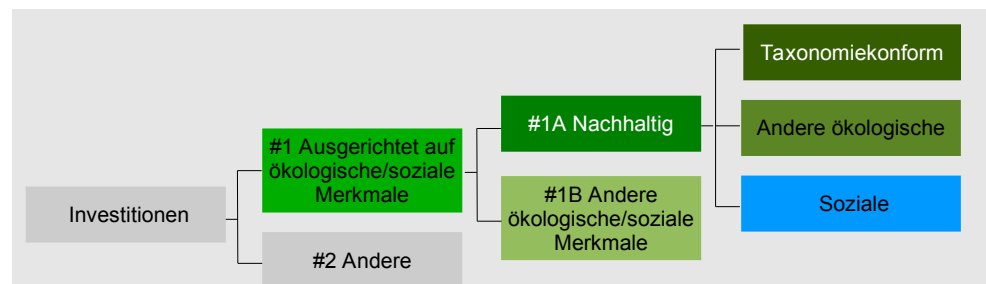 Investitionen
#1 Ausgerichtet auf
ökologische/soziale
Merkmale
#2 Andere
#1A Nachhaltig
#1B Andere
ökologische/soziale
Merkmale
Taxonomiekonform
Andere ökologische
Soziale